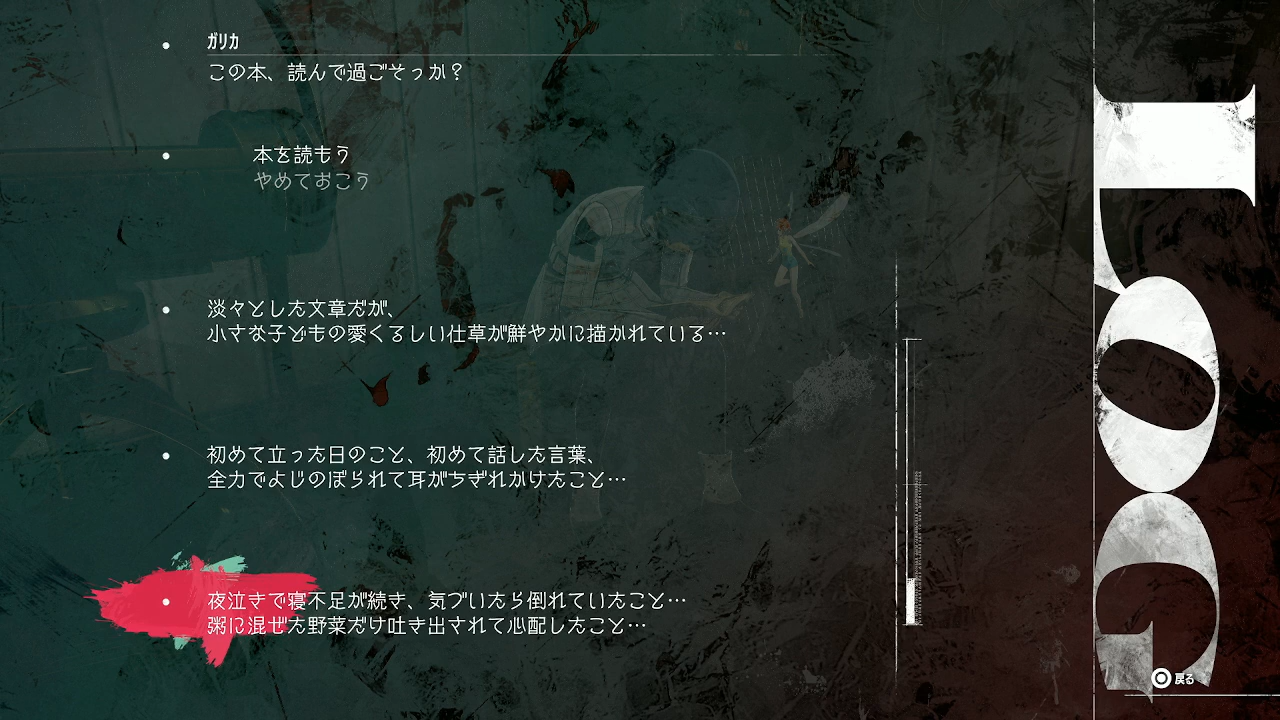 ガリカ
この本、読んで過ごそっか？
本を読もう
やめておこう
淡々とした文章だが、
小さな子どもの愛くるしい仕草が鮮やかに描かれている…
初めて立った日のこと、初めて話した言葉、
全力でよじのぼられて耳がちぎれかけたこと…
夜泣きで寝不足が続き、気づいたら倒れていたこと…
粥に混ぜた野菜だけ吐き出されて心配したこと…
LOG
戻る